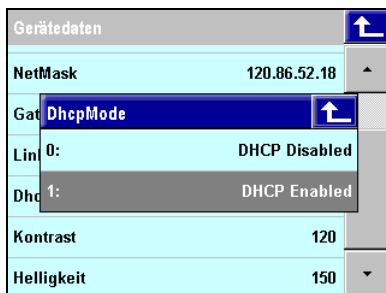 Gerätedaten
NetMask 120.86.52.18
Gat
DhcpMode
Lin
0: DHCP Disabled
Dhc
1: DHCP Enabled
Kontrast 120
Helligkeit 150